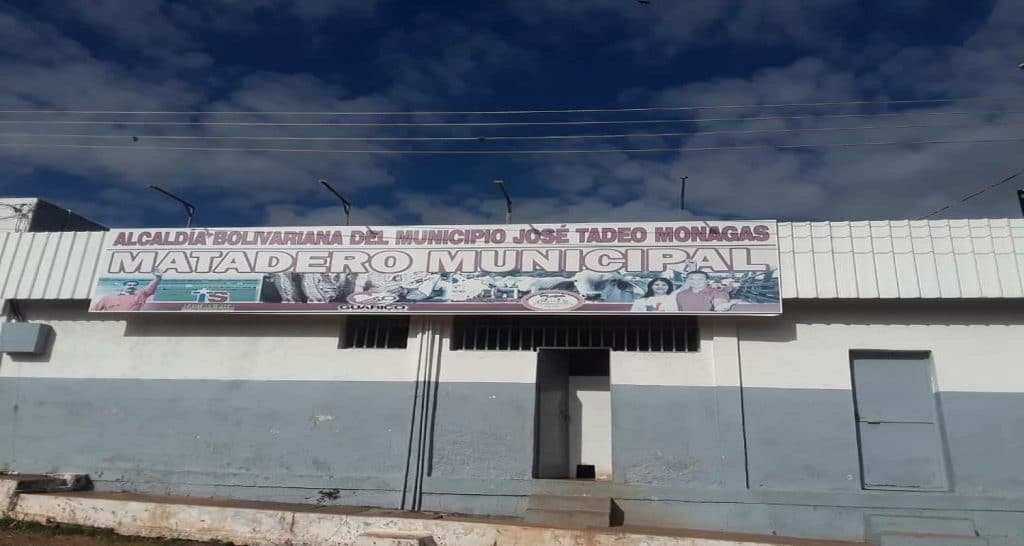 ALCALDÍA BOLIVARIANA DEL MUNICIPIO JOSÉ TADEO MONAGAS
MATADERO MUNICIPAL
GUÁRICO